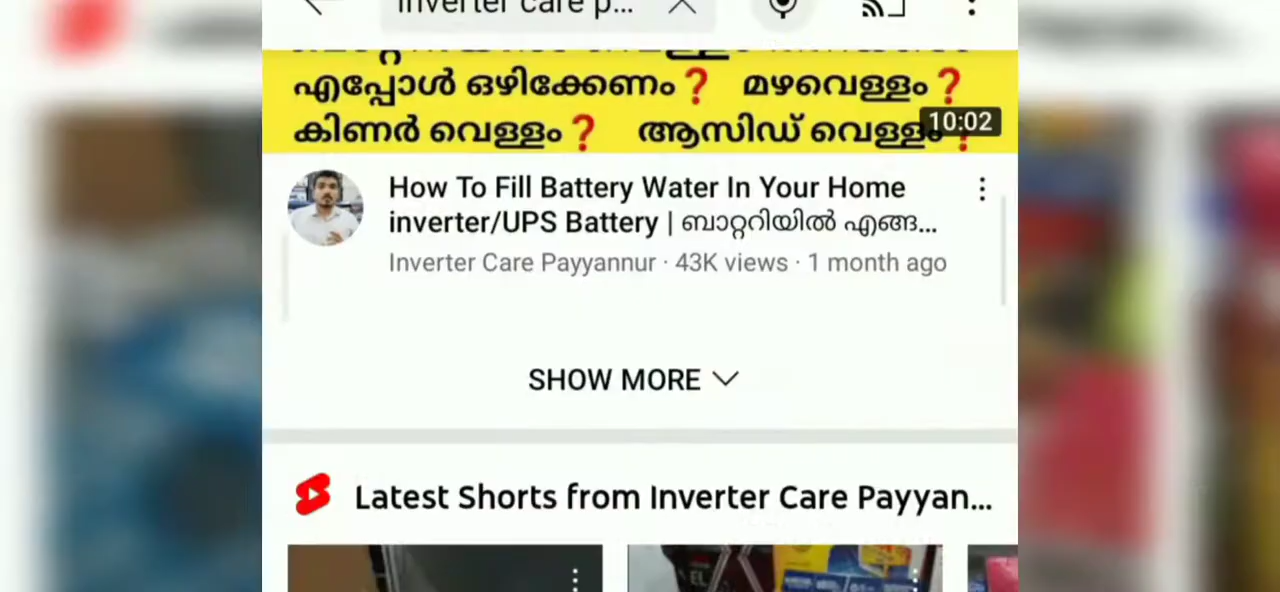 inverter care p...
എപ്പോൾ ഒഴിക്കേണം❓ മഴവെള്ളം❓
കിണർ വെള്ളം❓ ആസിഡ് വെള്ളം❓
10:02
How To Fill Battery Water In Your Home
inverter/UPS Battery | ബാറ്ററിയിൽ എങ്ങ...
Inverter Care Payyannur · 43K views · 1 month ago
SHOW MORE
Latest Shorts from Inverter Care Payyan...